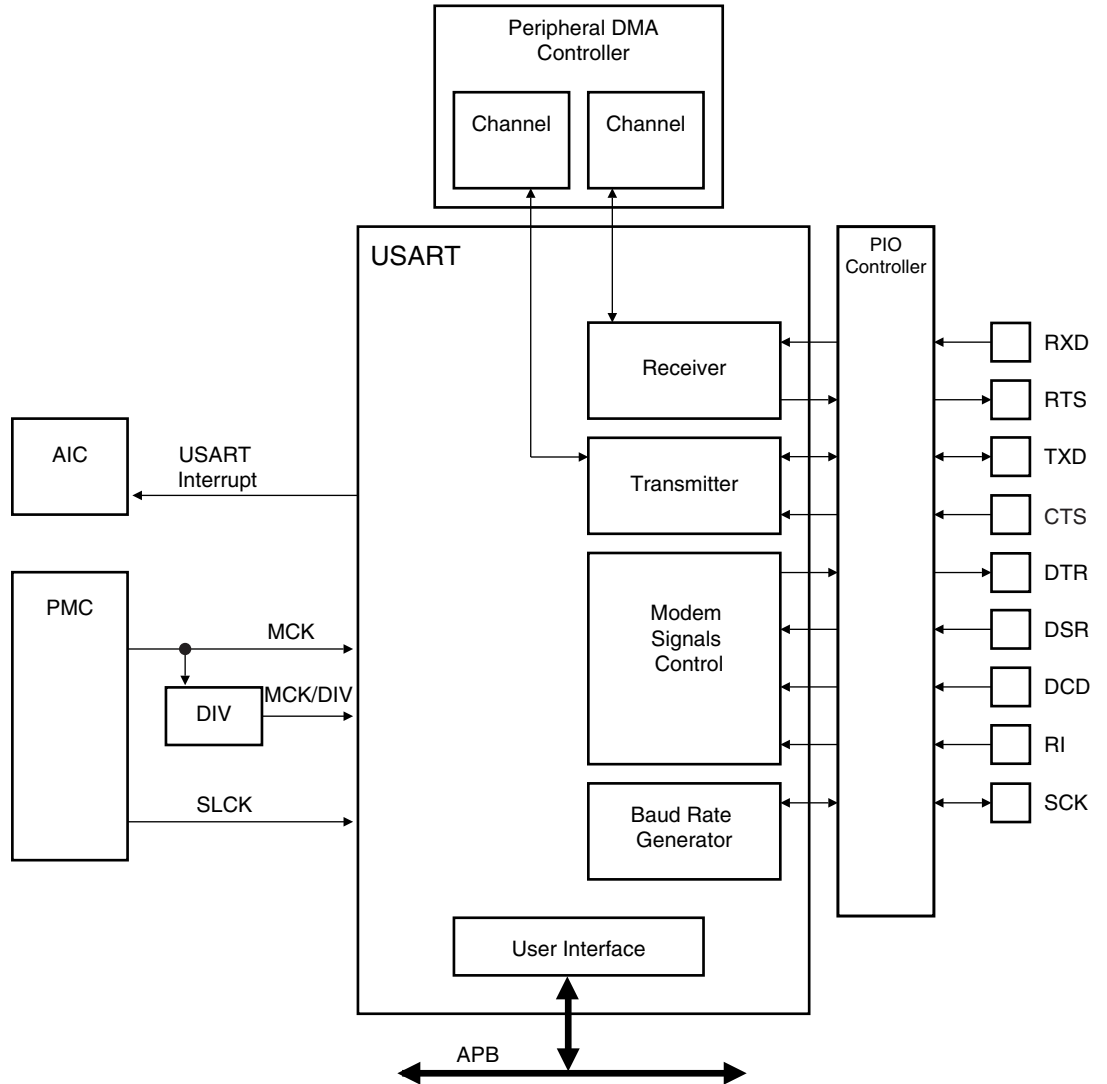 Peripheral DMA
Controller
Channel
Channel
USART
PIO
Controller
Receiver
RXD
RTS
AIC
USART
Interrupt
Transmitter
TXD
CTS
PMC
MCK
DIV
MCK/DIV
SLCK
Modem
Signals
Control
DTR
DSR
DCD
RI
Baud Rate
Generator
SCK
User Interface
APB